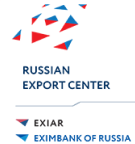 RUSSIAN
EXPORT CENTER
EXIAR
EXIMBANK OF RUSSIA